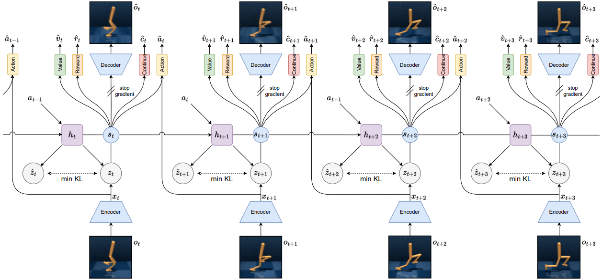 ô_t ô_{t+1} ô_{t+2} ô_{t+3}
â_{t−1} v̂_t r̂_t ĉ_t â_t v̂_{t+1} r̂_{t+1} ĉ_{t+1} â_{t+1} v̂_{t+2} r̂_{t+2} ĉ_{t+2} â_{t+2} v̂_{t+3} r̂_{t+3} ĉ_{t+3}
Action Value Reward Decoder Continue Action Value Reward Decoder Continue Action Value Reward Decoder Continue Action Value Reward Decoder Continue
stop gradient stop gradient stop gradient stop gradient
a_{t−1} a_t a_{t+2}
h_t s_t h_{t+1} s_{t+1} h_{t+2} s_{t+2} h_{t+3} s_{t+3}
ẑ_t min KL z_t ẑ_{t+1} min KL z_{t+1} ẑ_{t+2} min KL z_{t+2} ẑ_{t+3} min KL z_{t+3}
x_t x_{t+1} x_{t+2} x_{t+3}
Encoder Encoder Encoder Encoder
o_t o_{t+1} o_{t+2} o_{t+3}